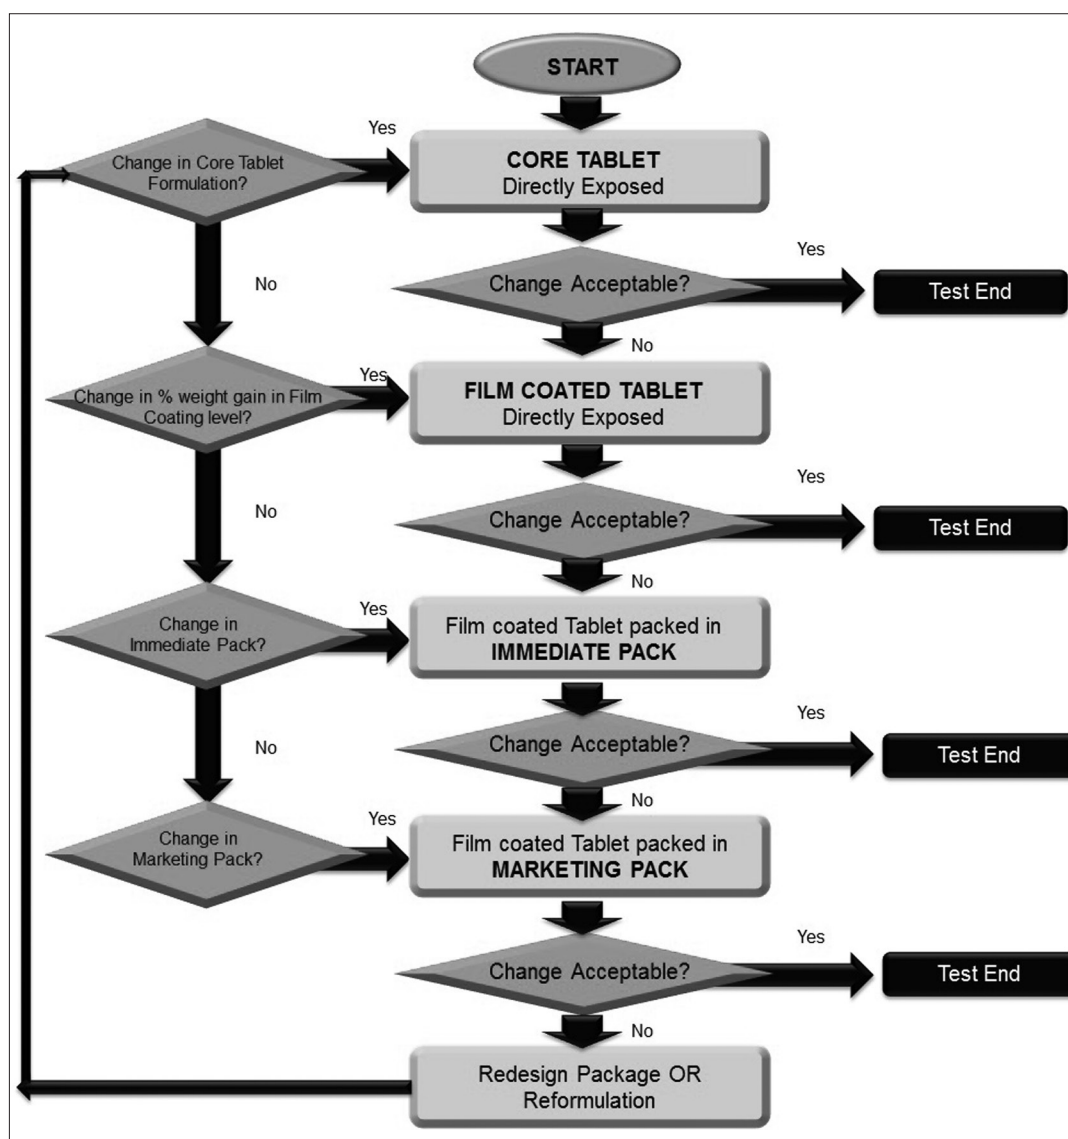 START
Yes
Change in Core Tablet
Formulation?
CORE TABLET
Directly Exposed
Yes
No
Change Acceptable?
Test End
No
Yes
Change in % weight gain in Film
Coating level?
FILM COATED TABLET
Directly Exposed
Yes
No
Change Acceptable?
Test End
No
Yes
Change in
Immediate Pack?
Film coated Tablet packed in
IMMEDIATE PACK
Yes
No
Change Acceptable?
Test End
No
Yes
Change in
Marketing Pack?
Film coated Tablet packed in
MARKETING PACK
Yes
Change Acceptable?
Test End
No
Redesign Package OR
Reformulation